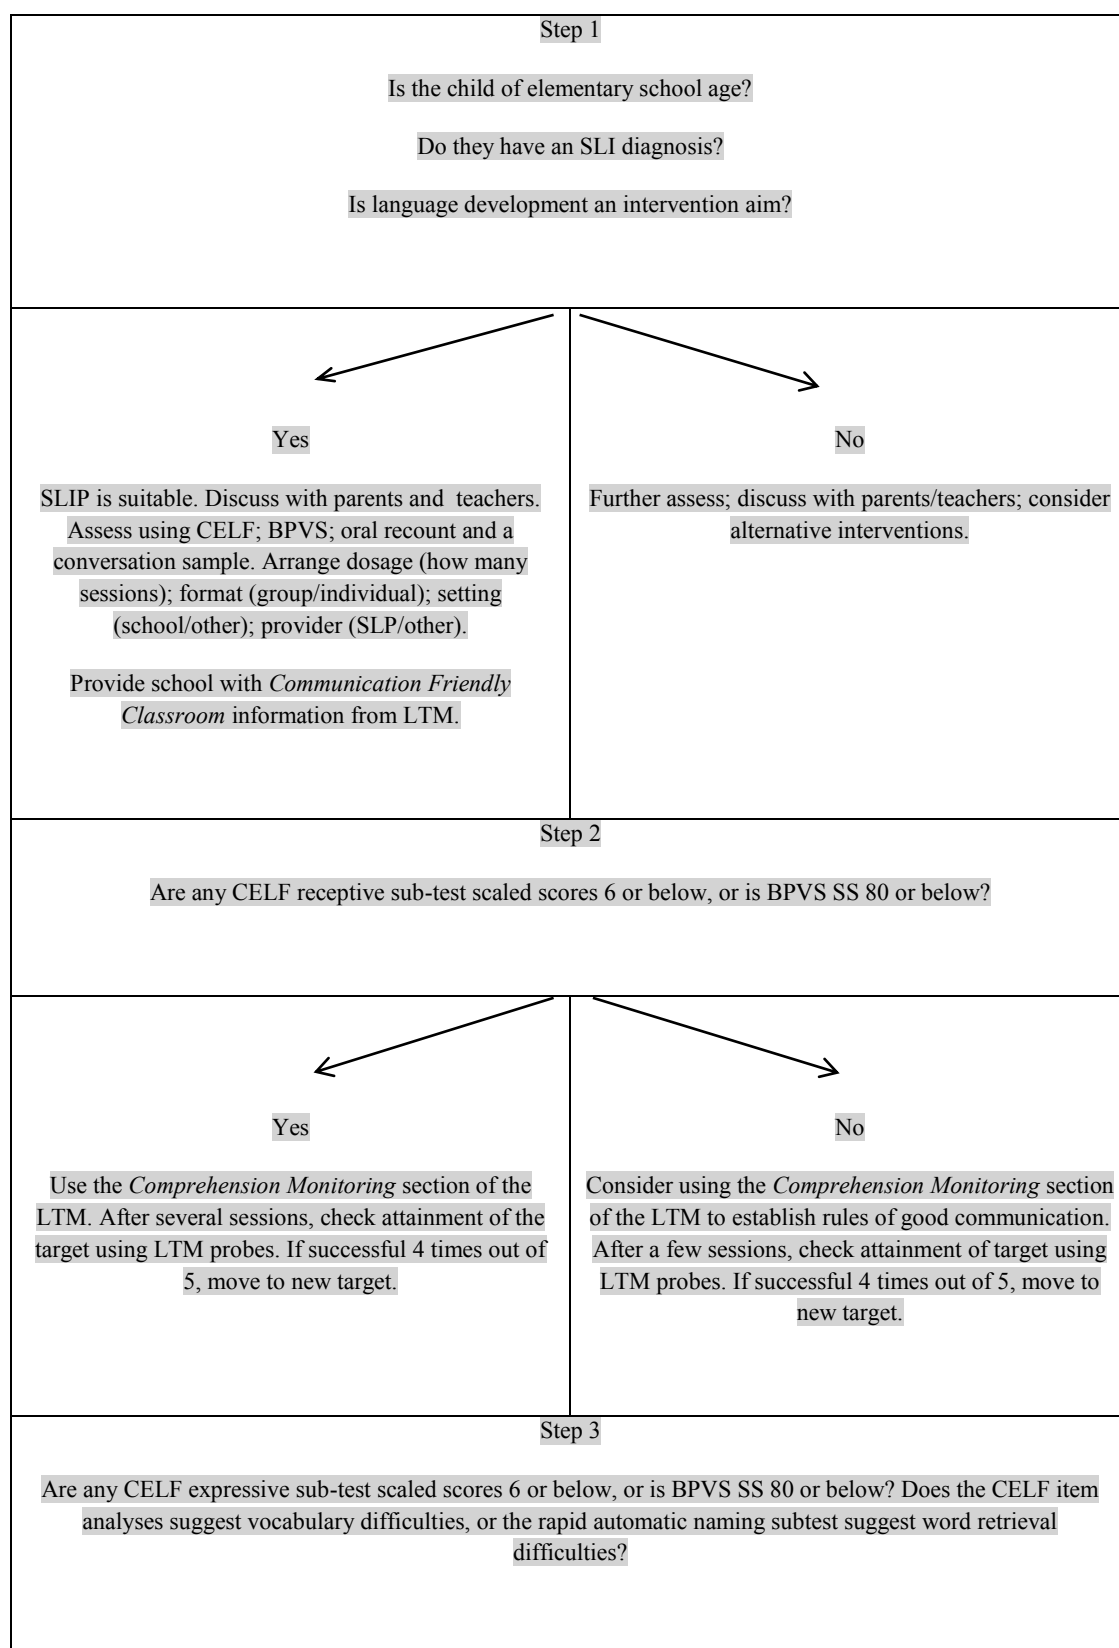 Step 1
Is the child of elementary school age?
Do they have an SLI diagnosis?
Is language development an intervention aim?
Yes
SLIP is suitable. Discuss with parents and teachers.
Assess using CELF; BPVS; oral recount and a
conversation sample. Arrange dosage (how many
sessions); format (group/individual); setting
(school/other); provider (SLP/other).
Provide school with Communication Friendly
Classroom information from LTM.
No
Further assess; discuss with parents/teachers; consider
alternative interventions.
Step 2
Are any CELF receptive sub-test scaled scores 6 or below, or is BPVS SS 80 or below?
Yes
Use the Comprehension Monitoring section of the
LTM. After several sessions, check attainment of the
target using LTM probes. If successful 4 times out of
5, move to new target.
No
Consider using the Comprehension Monitoring section
of the LTM to establish rules of good communication.
After a few sessions, check attainment of target using
LTM probes. If successful 4 times out of 5, move to
new target.
Step 3
Are any CELF expressive sub-test scaled scores 6 or below, or is BPVS SS 80 or below? Does the CELF item
analyses suggest vocabulary difficulties, or the rapid automatic naming subtest suggest word retrieval
difficulties?